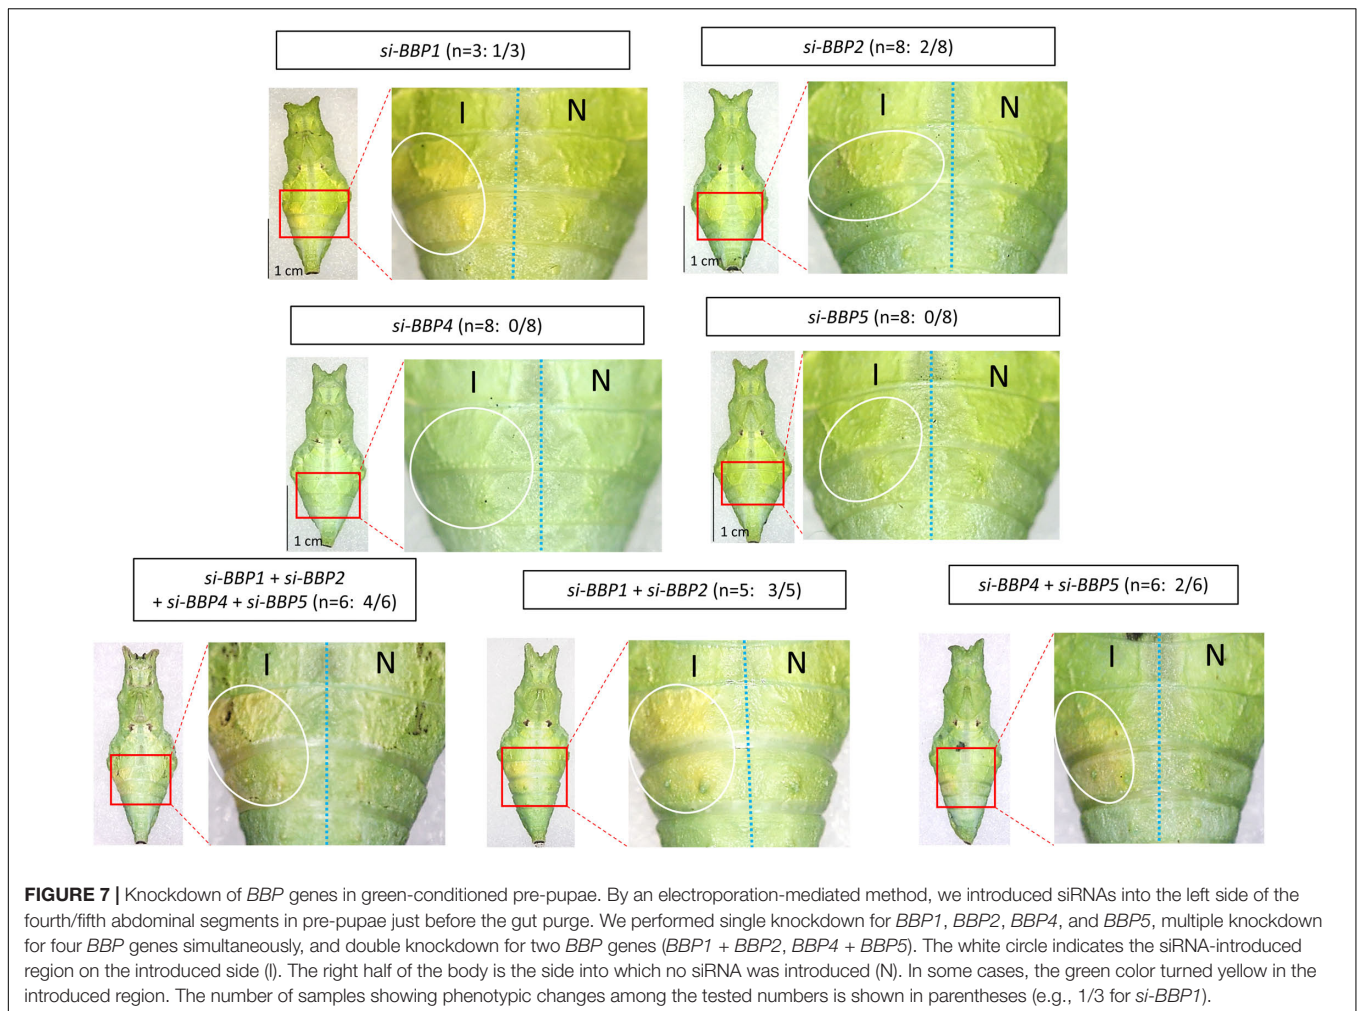 si-BBP1 (n=3: 1/3)
si-BBP2 (n=8: 2/8)
I
N
1 cm
I
N
1 cm
si-BBP4 (n=8: 0/8)
si-BBP5 (n=8: 0/8)
I
N
1 cm
I
N
1 cm
si-BBP1 + si-BBP2
+ si-BBP4 + si-BBP5 (n=6: 4/6)
si-BBP1 + si-BBP2 (n=5: 3/5)
si-BBP4 + si-BBP5 (n=6: 2/6)
I
N
I
N
I
N
FIGURE 7 | Knockdown of BBP genes in green-conditioned pre-pupae. By an electroporation-mediated method, we introduced siRNAs into the left side of the
fourth/fifth abdominal segments in pre-pupae just before the gut purge. We performed single knockdown for BBP1, BBP2, BBP4, and BBP5, multiple knockdown
for four BBP genes simultaneously, and double knockdown for two BBP genes (BBP1 + BBP2, BBP4 + BBP5). The white circle indicates the siRNA-introduced
region on the introduced side (I). The right half of the body is the side into which no siRNA was introduced (N). In some cases, the green color turned yellow in the
introduced region. The number of samples showing phenotypic changes among the tested numbers is shown in parentheses (e.g., 1/3 for si-BBP1).